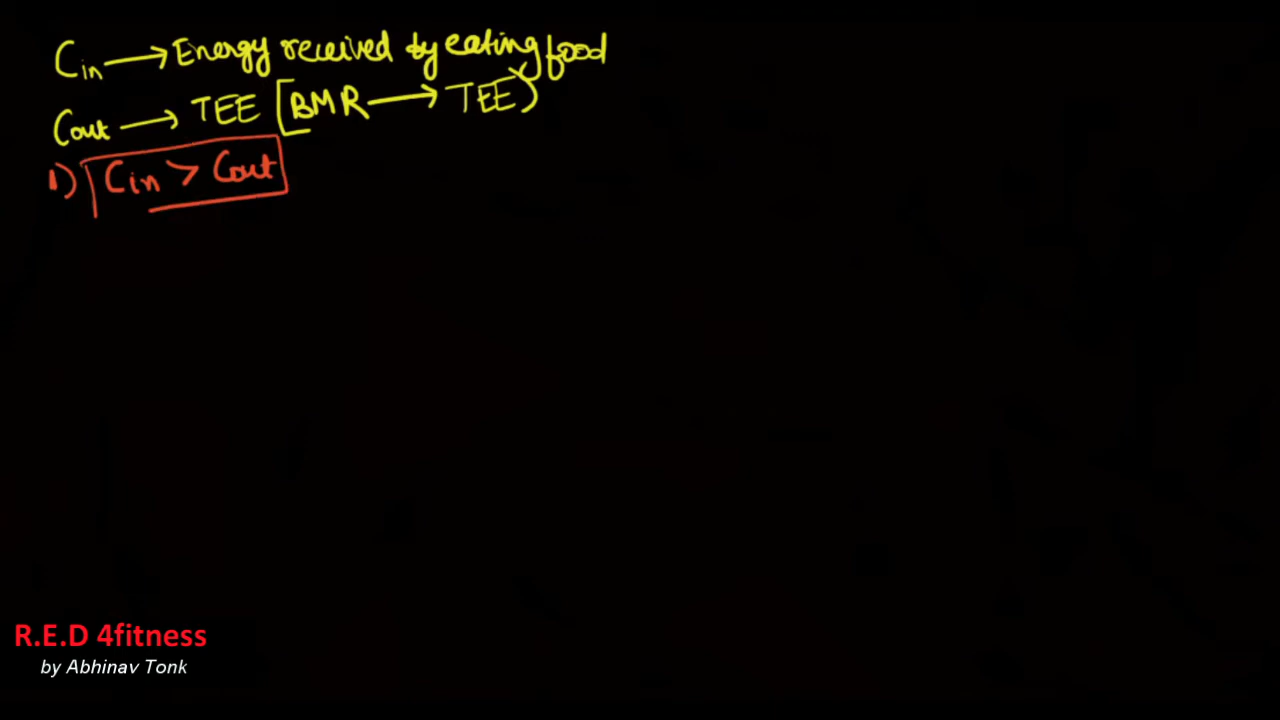 Cin → Energy received by eating food
Cout → TEE [BMR → TEE)
1) Cin > Cout
R.E.D 4fitness
by Abhinav Tonk